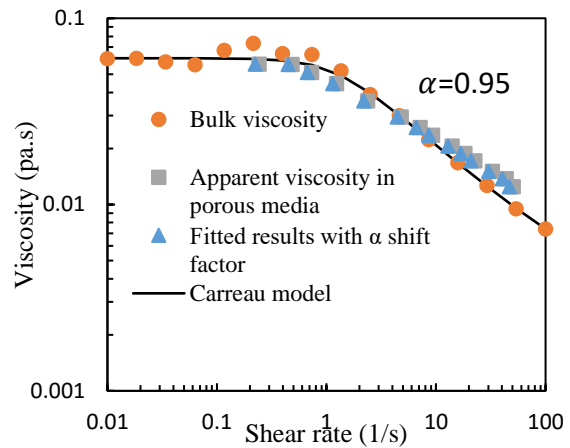 0.1
0.01
0.001
Viscosity (pa.s)
α=0.95
Bulk viscosity
Apparent viscosity in
porous media
Fitted results with α shift
factor
Carreau model
0.01
0.1
1
10
100
Shear rate (1/s)